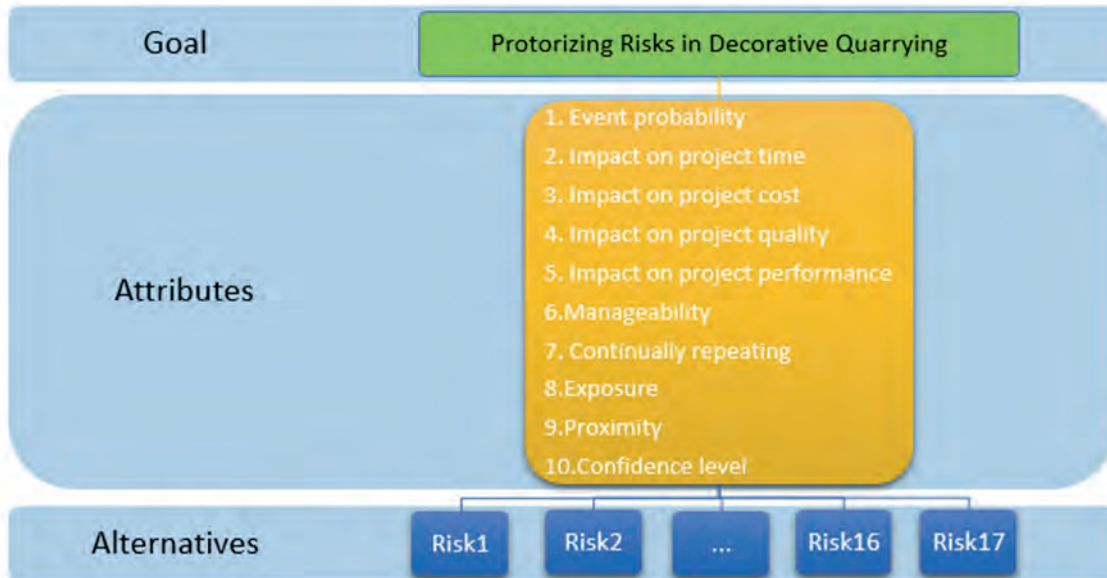 Goal
Protorizing Risks in Decorative Quarrying
Attributes
1. Event probability
2. Impact on project time
3. Impact on project cost
4. Impact on project quality
5. Impact on project performance
6.Manageability
7. Continually repeating
8.Exposure
9.Proximity
10.Confidence level
Alternatives
Risk1
Risk2
...
Risk16
Risk17